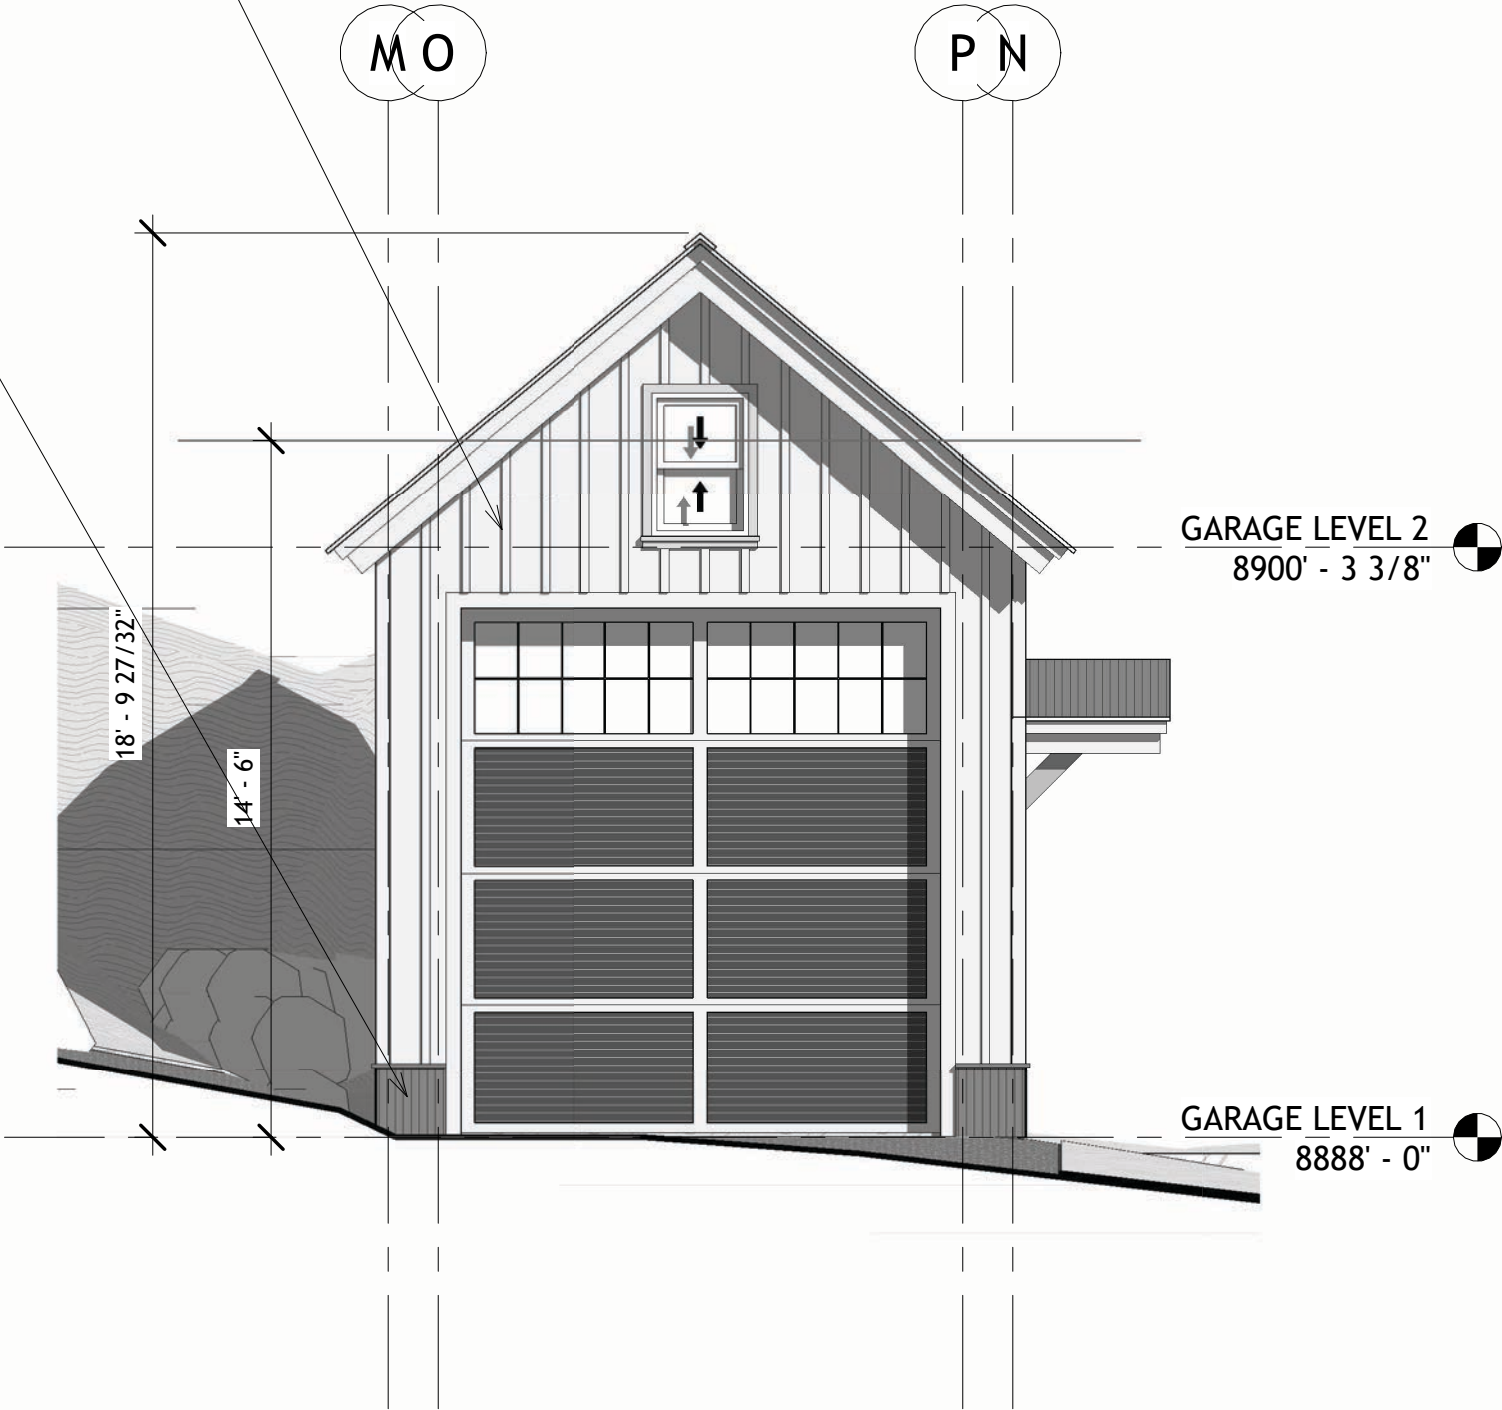 M O P N
GARAGE LEVEL 2
8900' - 3 3/8"
18' - 9 27/32"
14' - 6"
GARAGE LEVEL 1
8888' - 0"